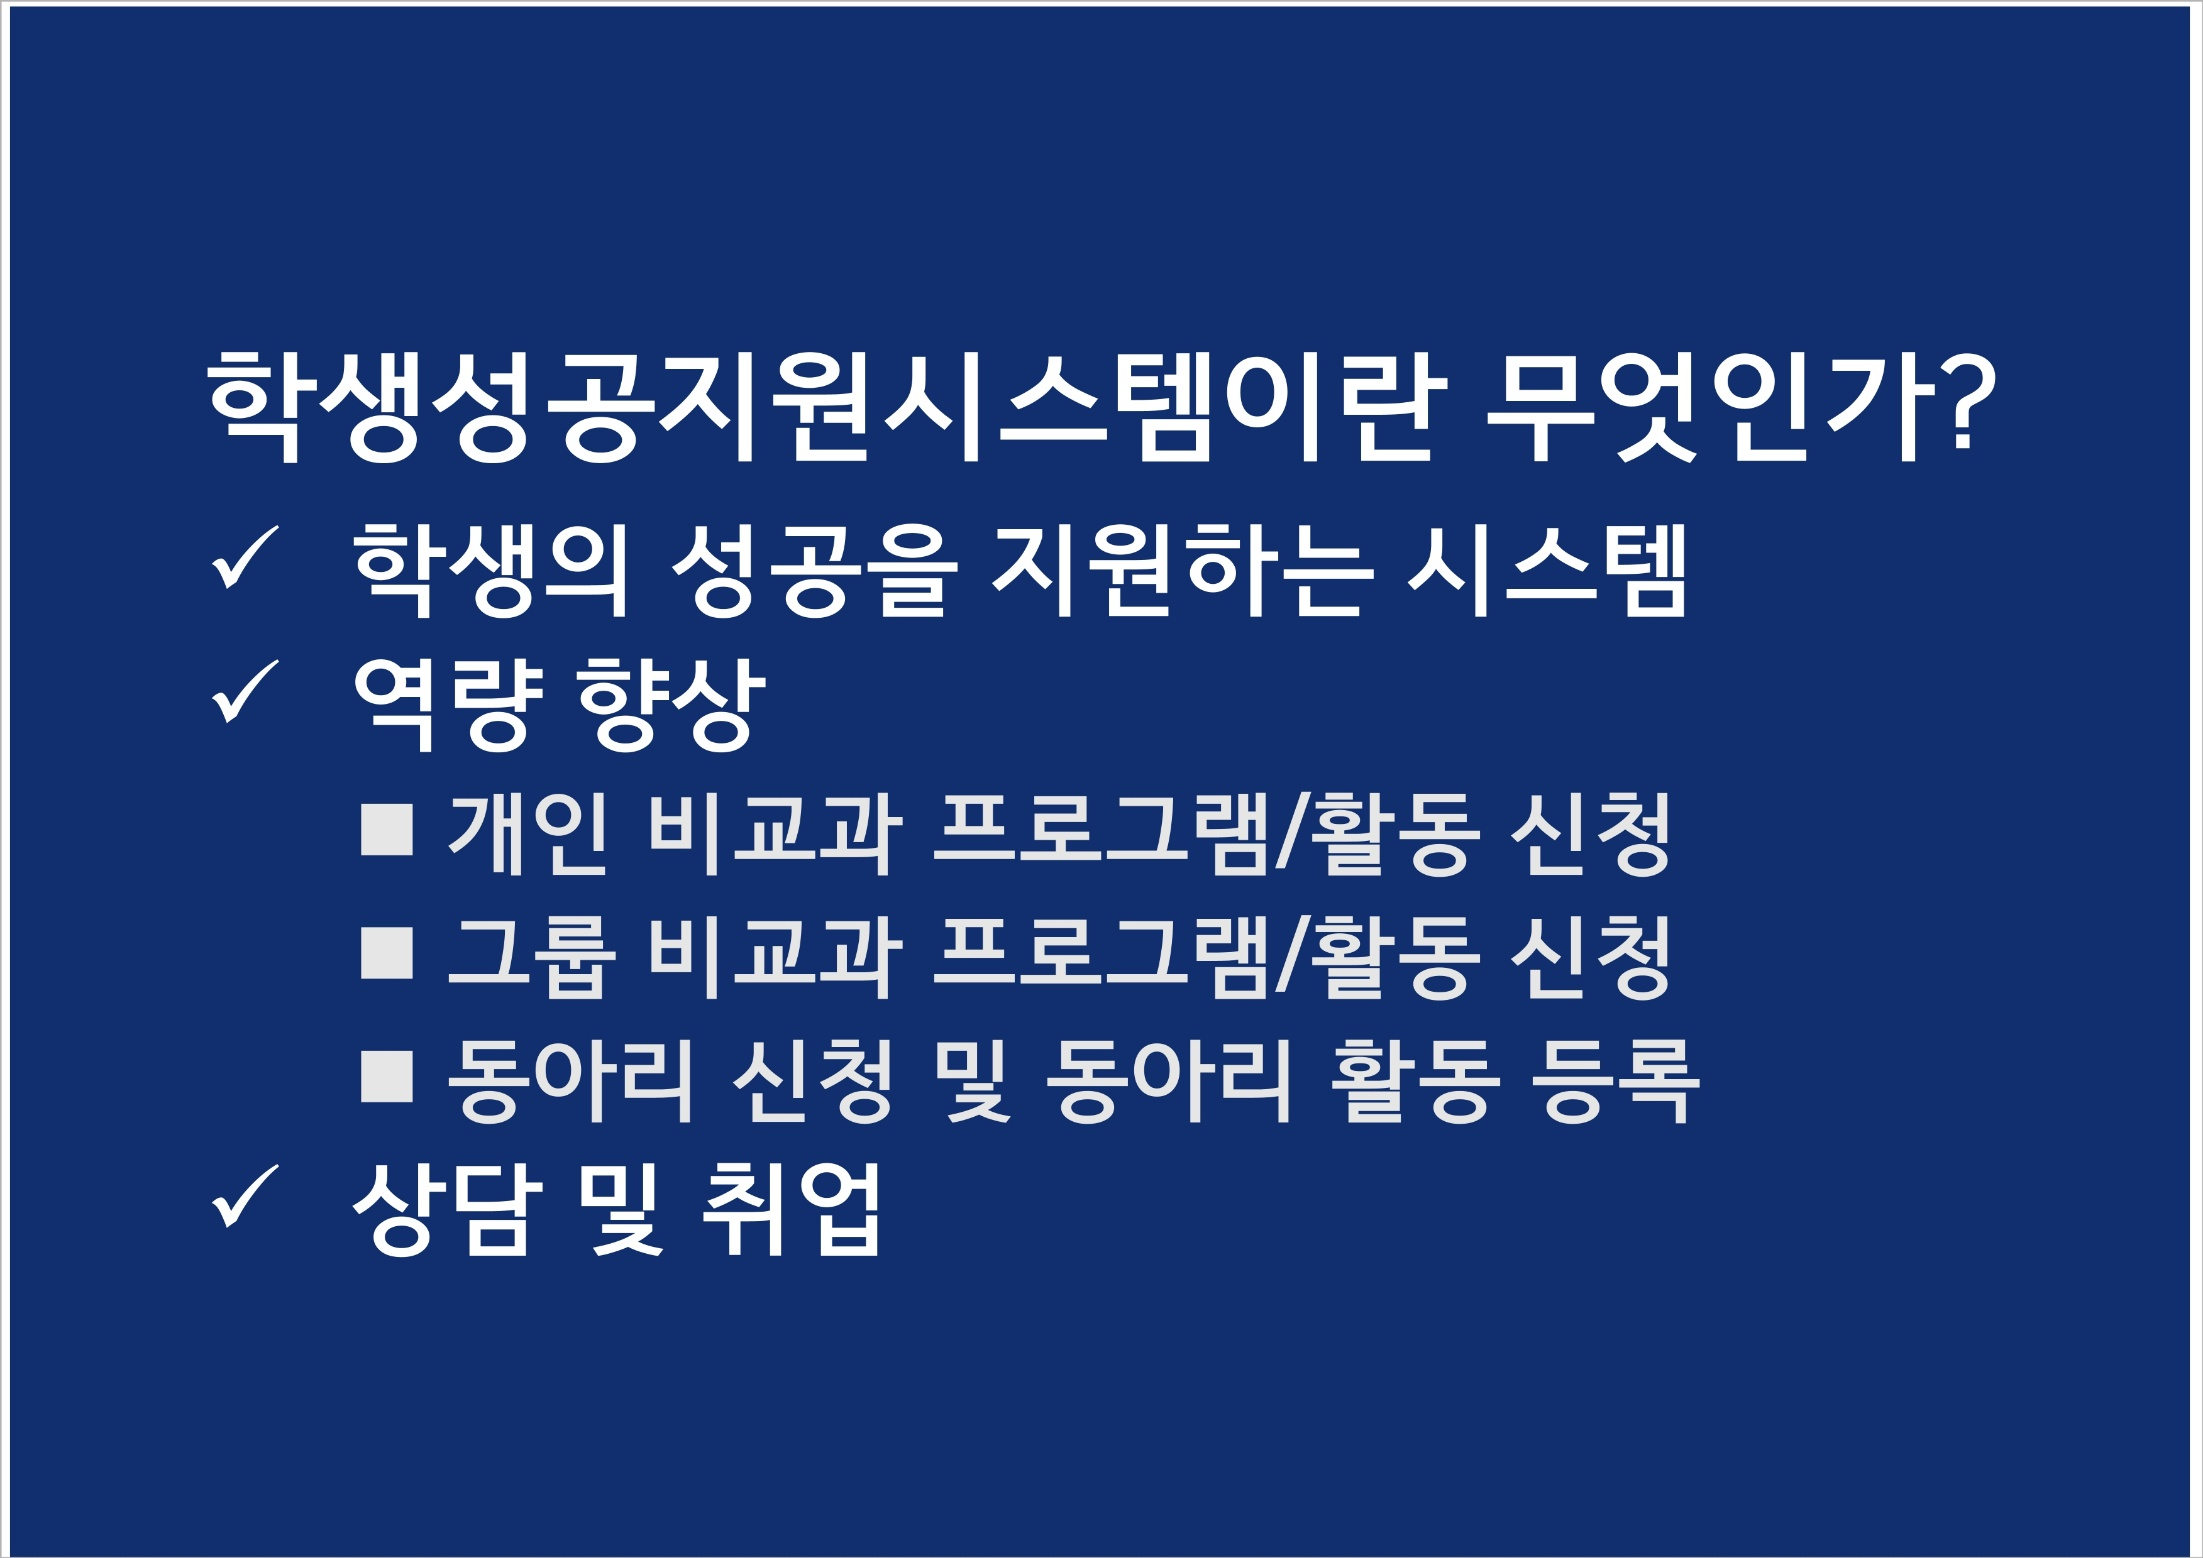 학생성공지원시스템이란 무엇인가?
✓ 학생의 성공을 지원하는 시스템
✓ 역량 향상
■ 개인 비교과 프로그램/활동 신청
■ 그룹 비교과 프로그램/활동 신청
■ 동아리 신청 및 동아리 활동 등록
✓ 상담 및 취업